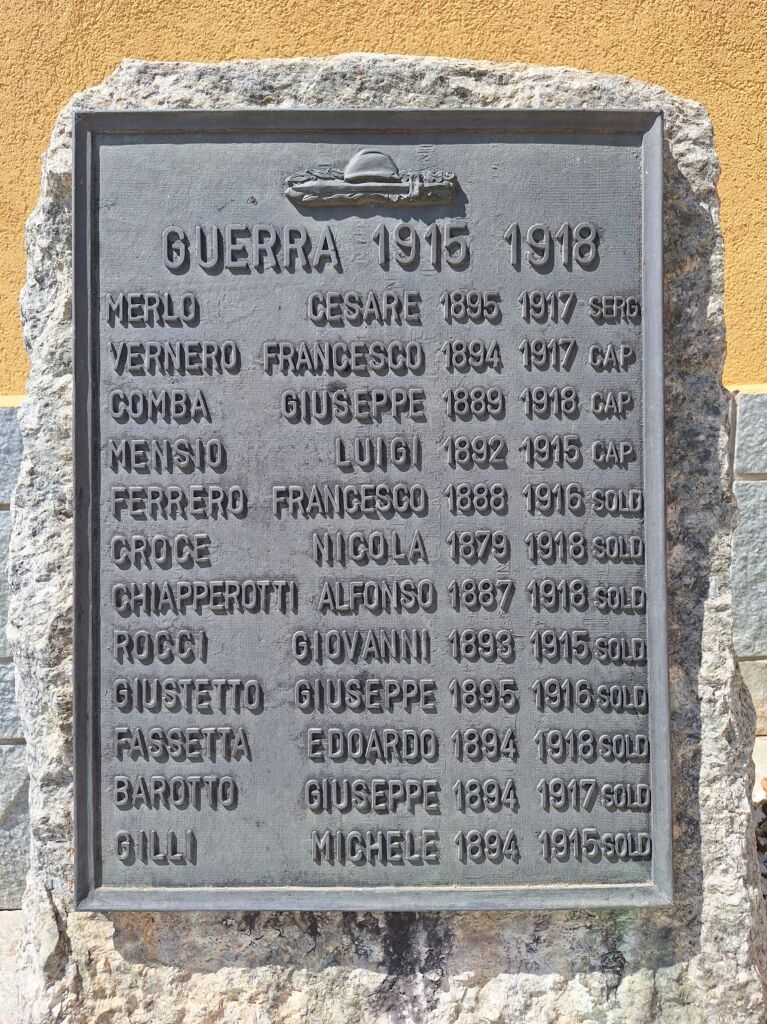 GUERRA 1915 1918
MERLO CESARE 1895 1917 SERG
VERNERO FRANCESCO 1894 1917 CAP
COMBA GIUSEPPE 1889 1918 CAP
MENSIO LUIGI 1892 1915 CAP
FERRERO FRANCESCO 1888 1916 SOLD
CROCE NICOLA 1879 1918 SOLD
CHIAPPEROTTI ALFONSO 1887 1918 SOLD
ROCCI GIOVANNI 1893 1915 SOLD
GIUSTETTO GIUSEPPE 1895 1916 SOLD
FASSETTA EDOARDO 1894 1918 SOLD
BAROTTO GIUSEPPE 1894 1917 SOLD
GILLI MICHELE 1894 1915 SOLD